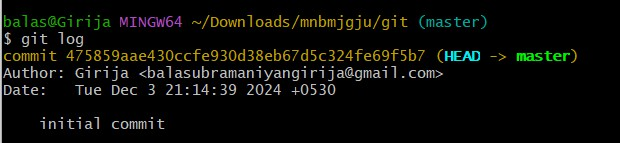 balas@Girija MINGW64 ~/Downloads/mnbmjgju/git (master)
$ git log
commit 475859aae430ccfe930d38eb67d5c324fe69f5b7 (HEAD -> master)
Author: Girija <balasubramaniyangirija@gmail.com>
Date:   Tue Dec 3 21:14:39 2024 +0530
    initial commit